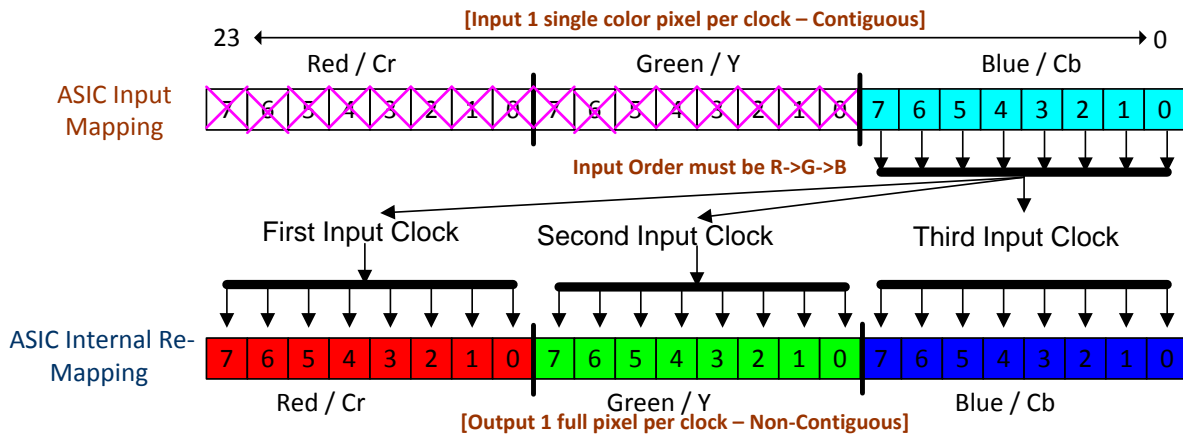 [Input 1 single color pixel per clock – Contiguous]
23 0
Red / Cr Green / Y Blue / Cb
ASIC Input
Mapping
7 6 5 4 3 2 1 0 7 6 5 4 3 2 1 0 7 6 5 4 3 2 1 0
Input Order must be R->G->B
First Input Clock Second Input Clock Third Input Clock
ASIC Internal Re-
Mapping
7 6 5 4 3 2 1 0 7 6 5 4 3 2 1 0 7 6 5 4 3 2 1 0
Red / Cr Green / Y Blue / Cb
[Output 1 full pixel per clock – Non-Contiguous]